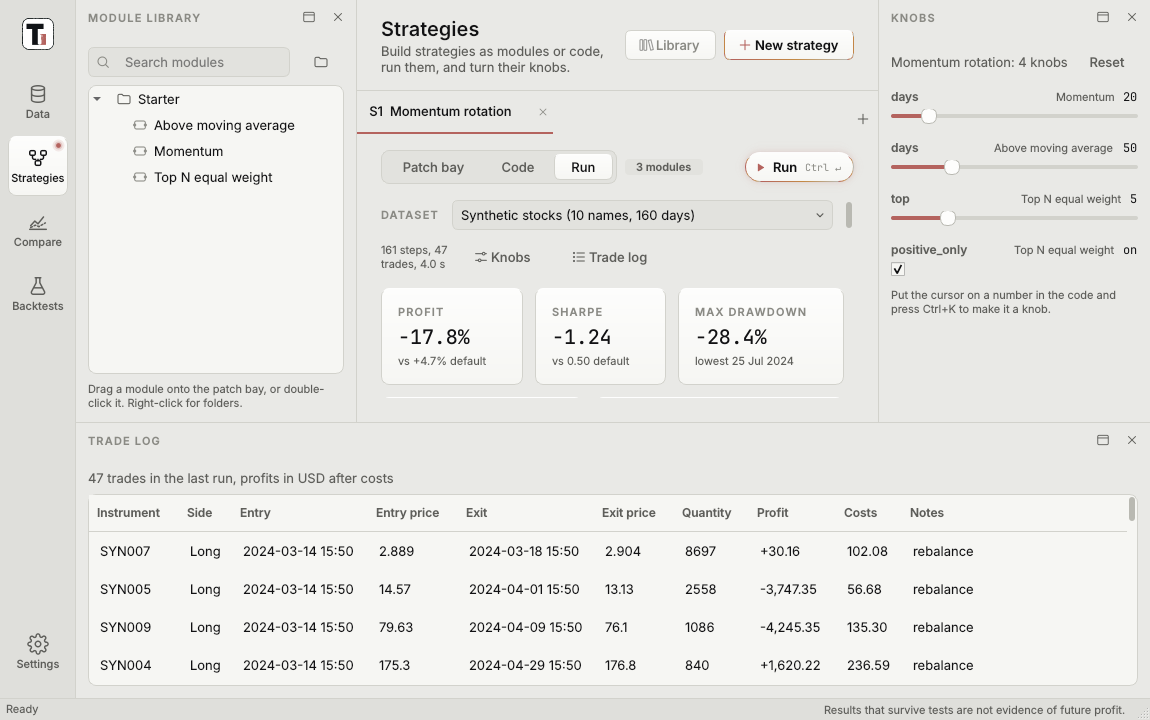 MODULE LIBRARY
Search modules
Starter
Above moving average
Momentum
Top N equal weight
Drag a module onto the patch bay, or double-
click it. Right-click for folders.
Data
Strategies
Compare
Backtests
Settings
Strategies
Build strategies as modules or code,
run them, and turn their knobs.
Library
New strategy
S1 Momentum rotation
Patch bay
Code
Run
3 modules
Run Ctrl ↵
DATASET
Synthetic stocks (10 names, 160 days)
161 steps, 47
trades, 4.0 s
Knobs
Trade log
PROFIT
-17.8%
vs +4.7% default
SHARPE
-1.24
vs 0.50 default
MAX DRAWDOWN
-28.4%
lowest 25 Jul 2024
KNOBS
Momentum rotation: 4 knobs Reset
days Momentum 20
days Above moving average 50
top Top N equal weight 5
positive_only Top N equal weight on
Put the cursor on a number in the code and
press Ctrl+K to make it a knob.
TRADE LOG
47 trades in the last run, profits in USD after costs
Instrument Side Entry Entry price Exit Exit price Quantity Profit Costs Notes
SYN007 Long 2024-03-14 15:50 2.889 2024-03-18 15:50 2.904 8697 +30.16 102.08 rebalance
SYN005 Long 2024-03-14 15:50 14.57 2024-04-01 15:50 13.13 2558 -3,747.35 56.68 rebalance
SYN009 Long 2024-03-14 15:50 79.63 2024-04-09 15:50 76.1 1086 -4,245.35 135.30 rebalance
SYN004 Long 2024-03-14 15:50 175.3 2024-04-29 15:50 176.8 840 +1,620.22 236.59 rebalance
Ready
Results that survive tests are not evidence of future profit.